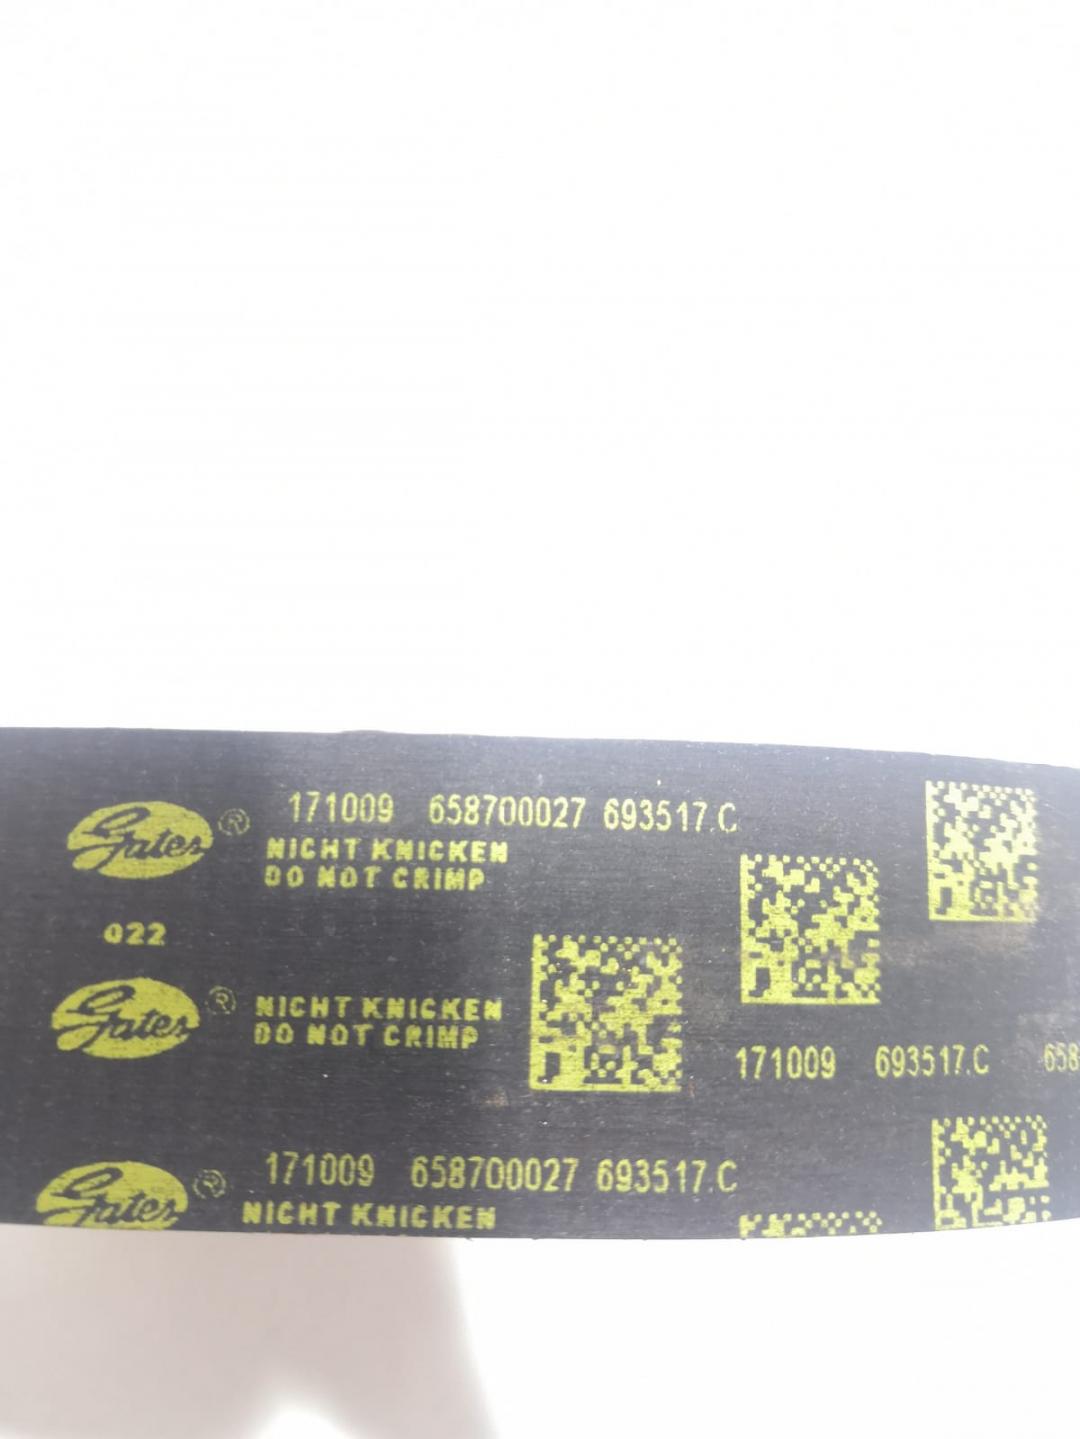 Gates ® 171009 658700027 693517.C
NICHT KNICKEN
DO NOT CRIMP
022
Gates ® NICHT KNICKEN
DO NOT CRIMP
171009 693517.C 658
Gates ® 171009 658700027 693517.C
NICHT KNICKEN